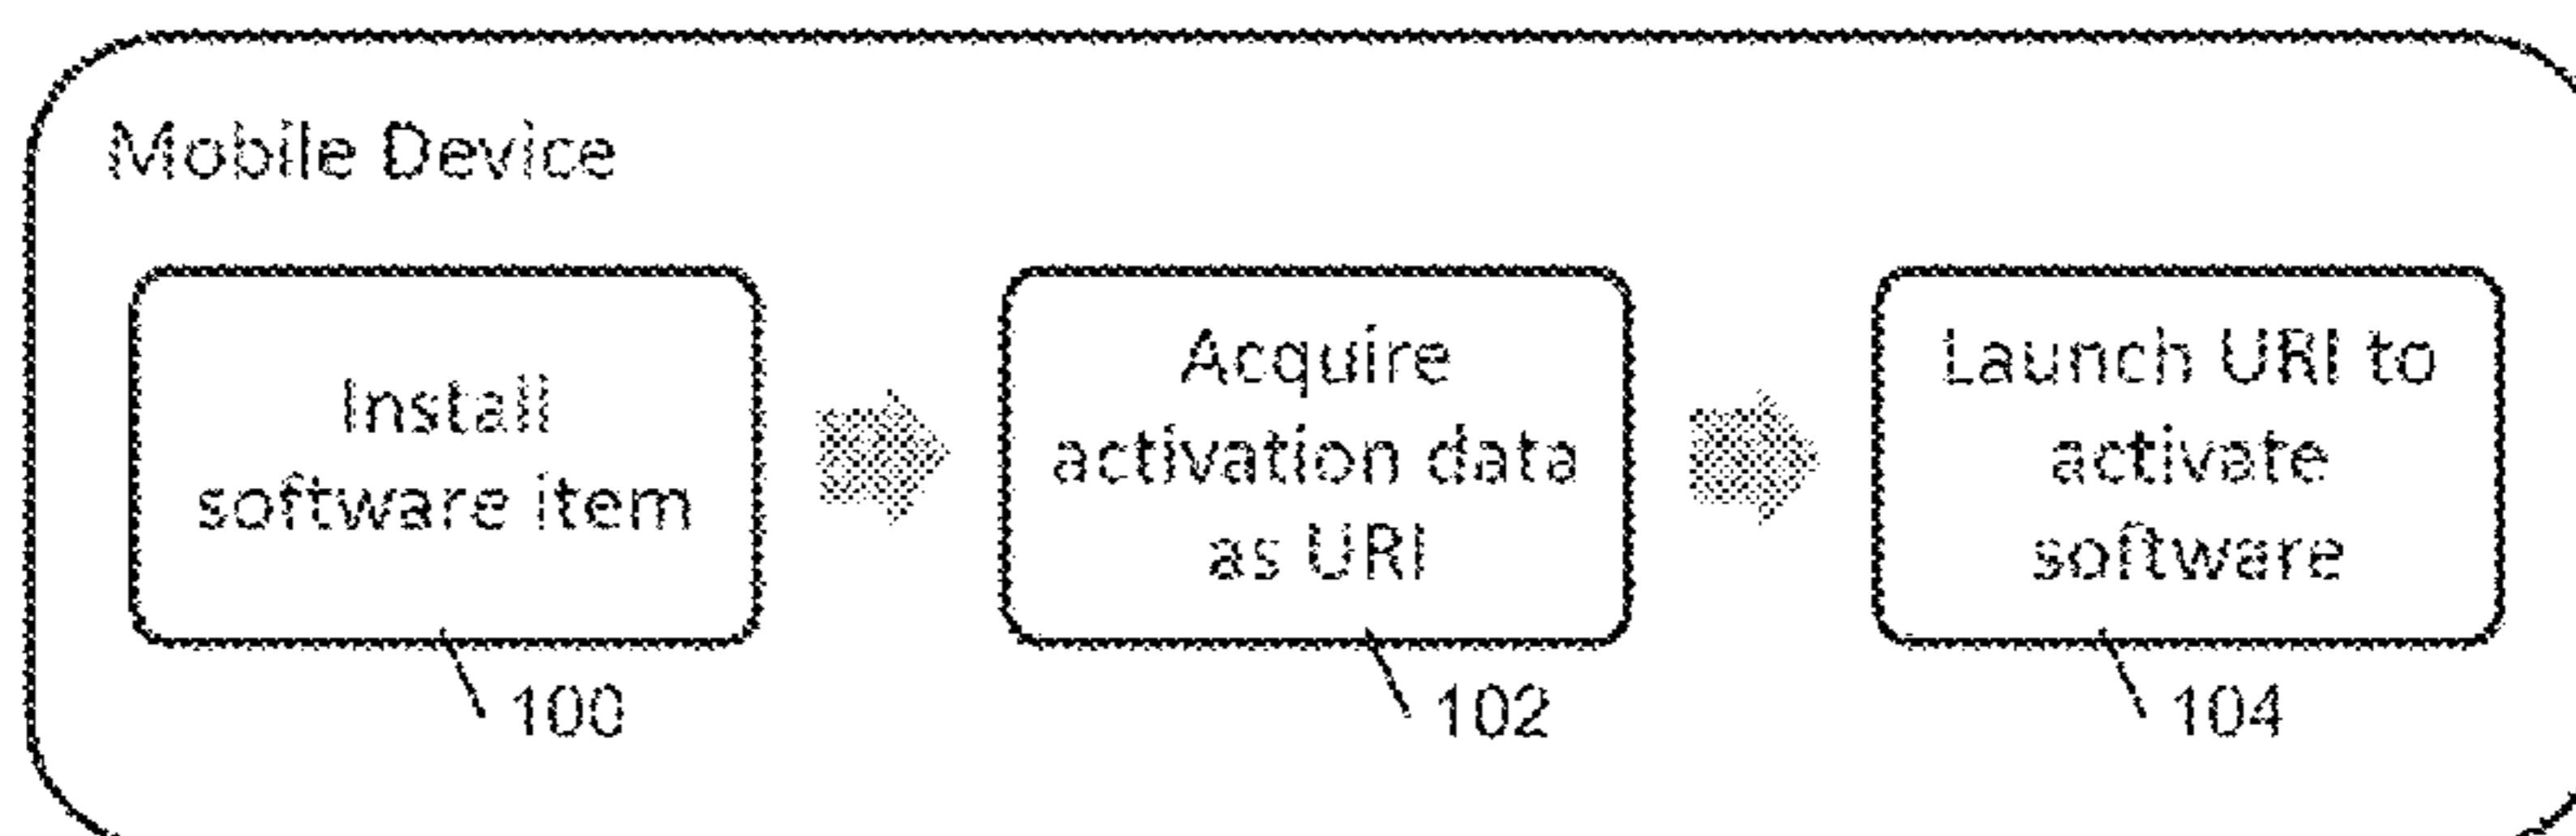 Mobile Device
Install
software item
100
Acquire
activation data
as URI
102
Launch URI to
activate
software
104